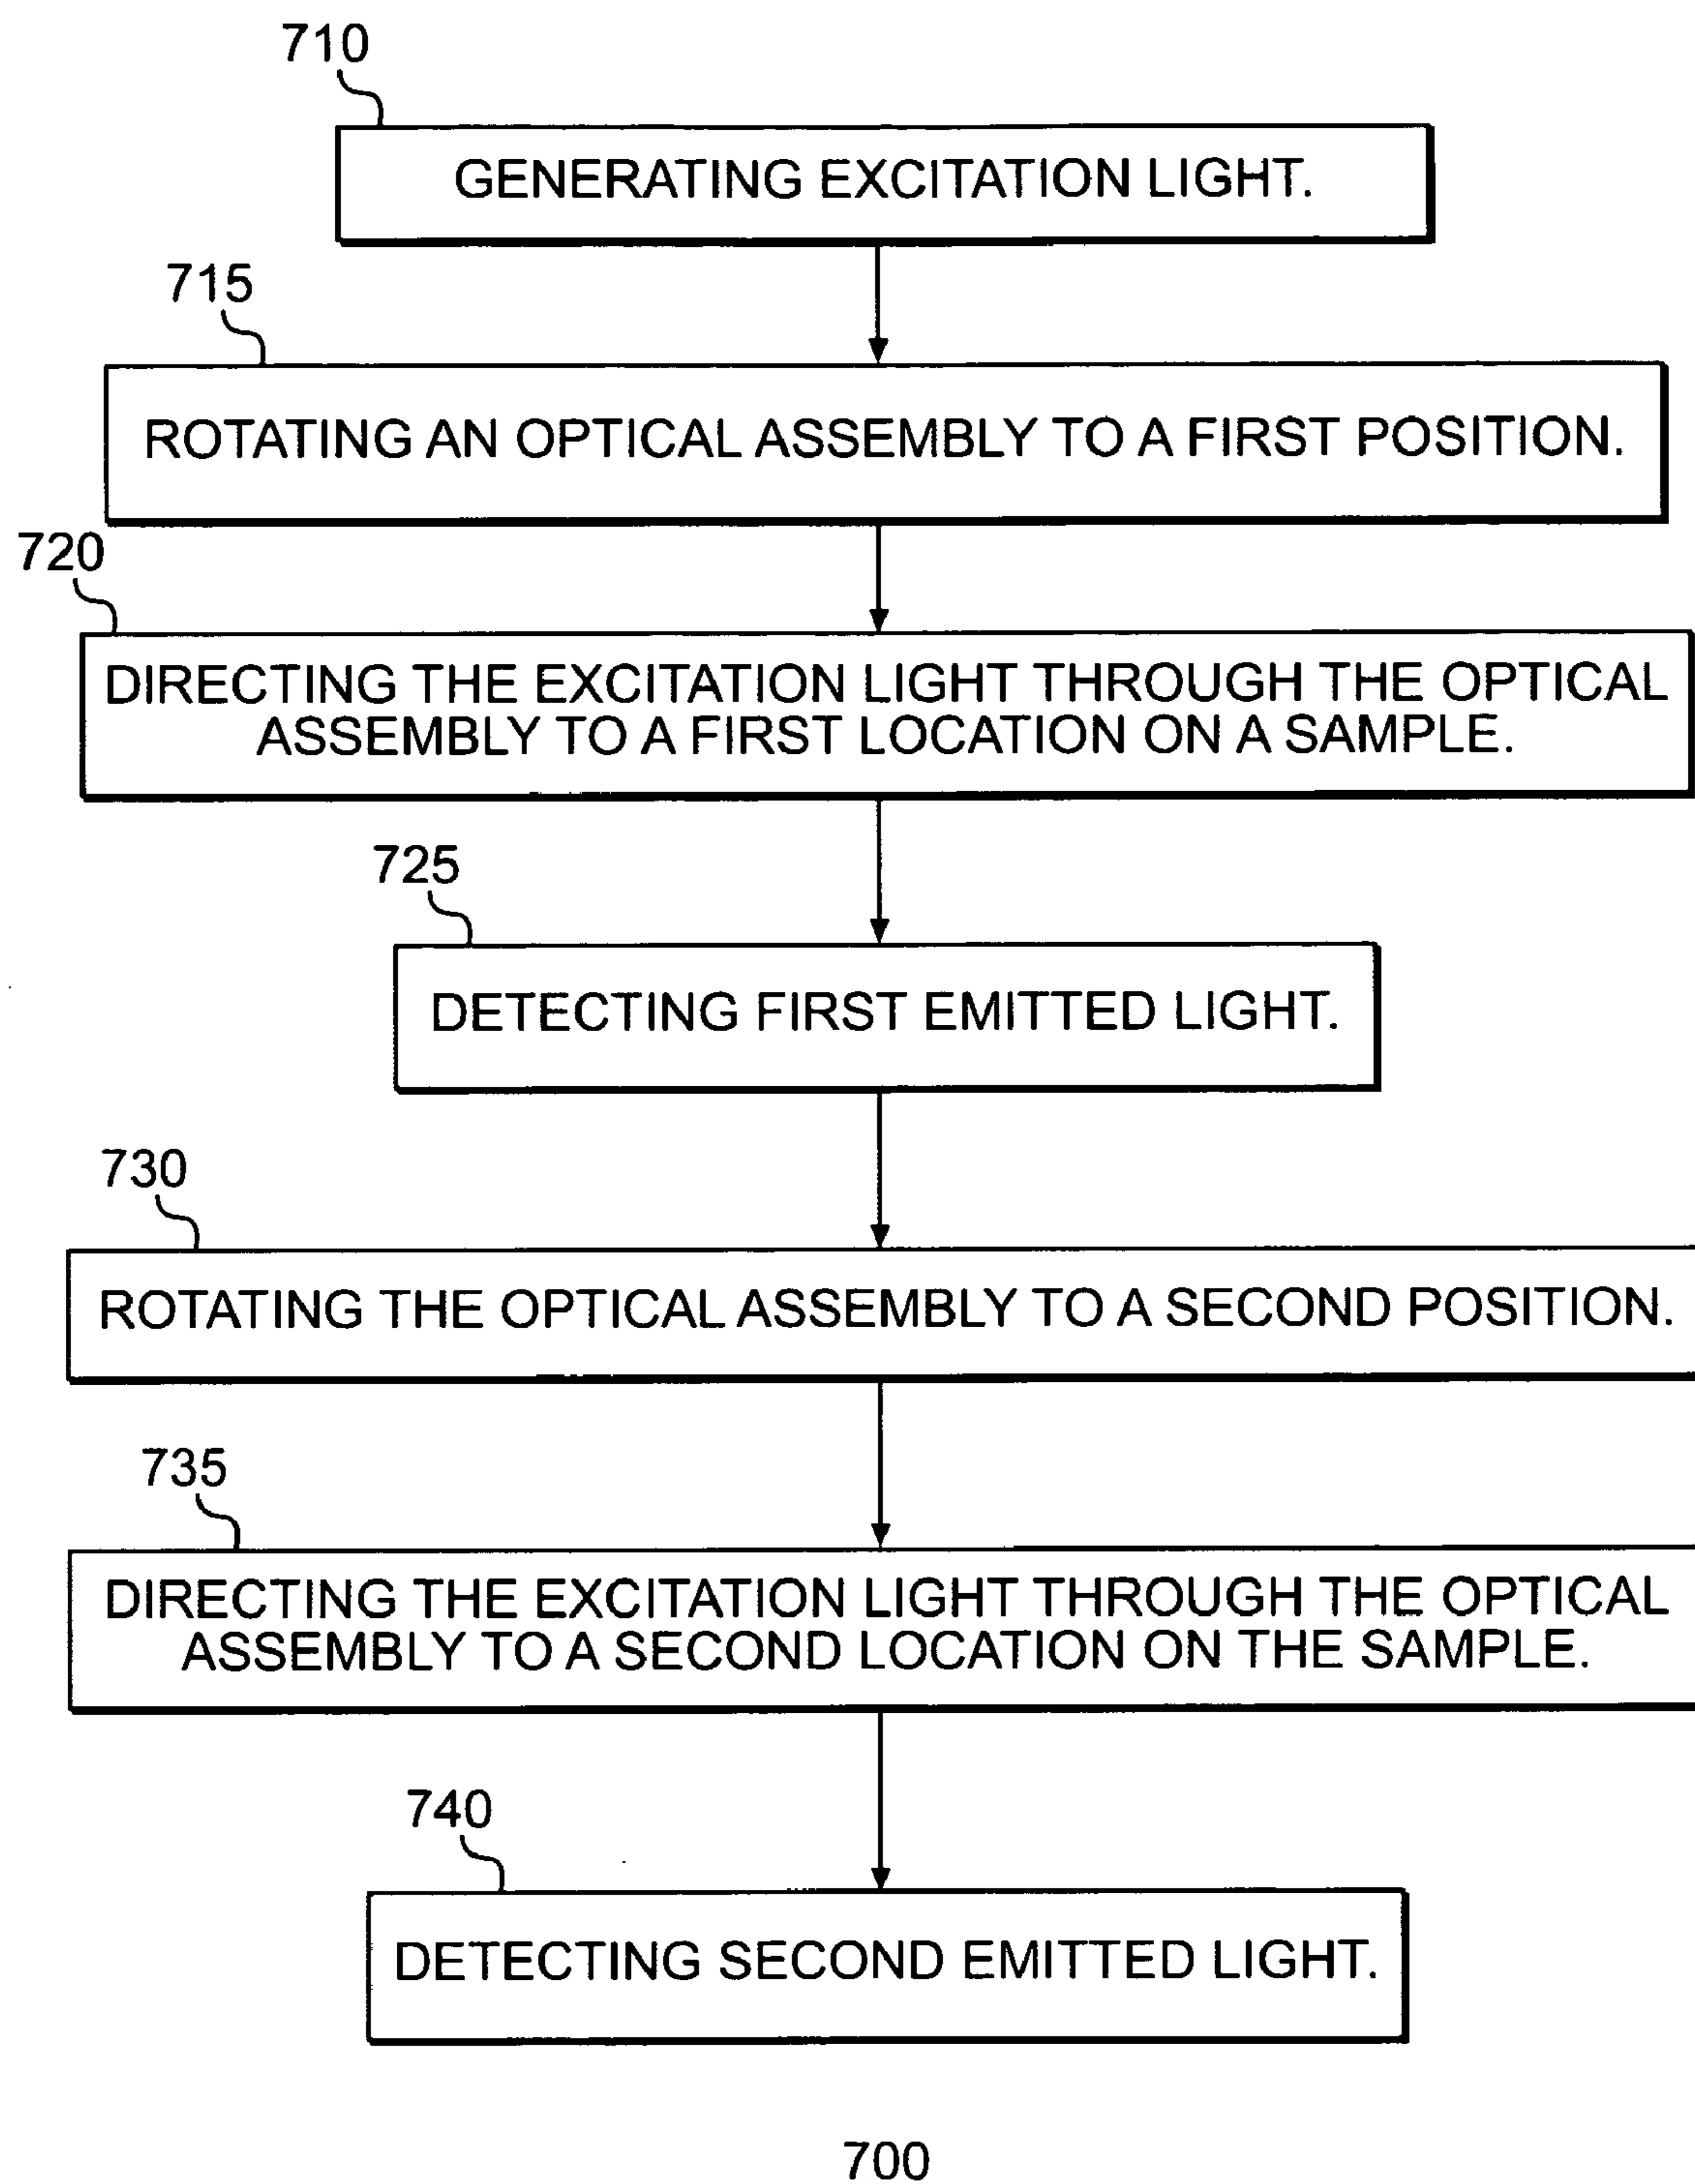 710
GENERATING EXCITATION LIGHT.
715
ROTATING AN OPTICAL ASSEMBLY TO A FIRST POSITION.
720
DIRECTING THE EXCITATION LIGHT THROUGH THE OPTICAL
ASSEMBLY TO A FIRST LOCATION ON A SAMPLE.
725
DETECTING FIRST EMITTED LIGHT.
730
ROTATING THE OPTICAL ASSEMBLY TO A SECOND POSITION.
735
DIRECTING THE EXCITATION LIGHT THROUGH THE OPTICAL
ASSEMBLY TO A SECOND LOCATION ON THE SAMPLE.
740
DETECTING SECOND EMITTED LIGHT.
700